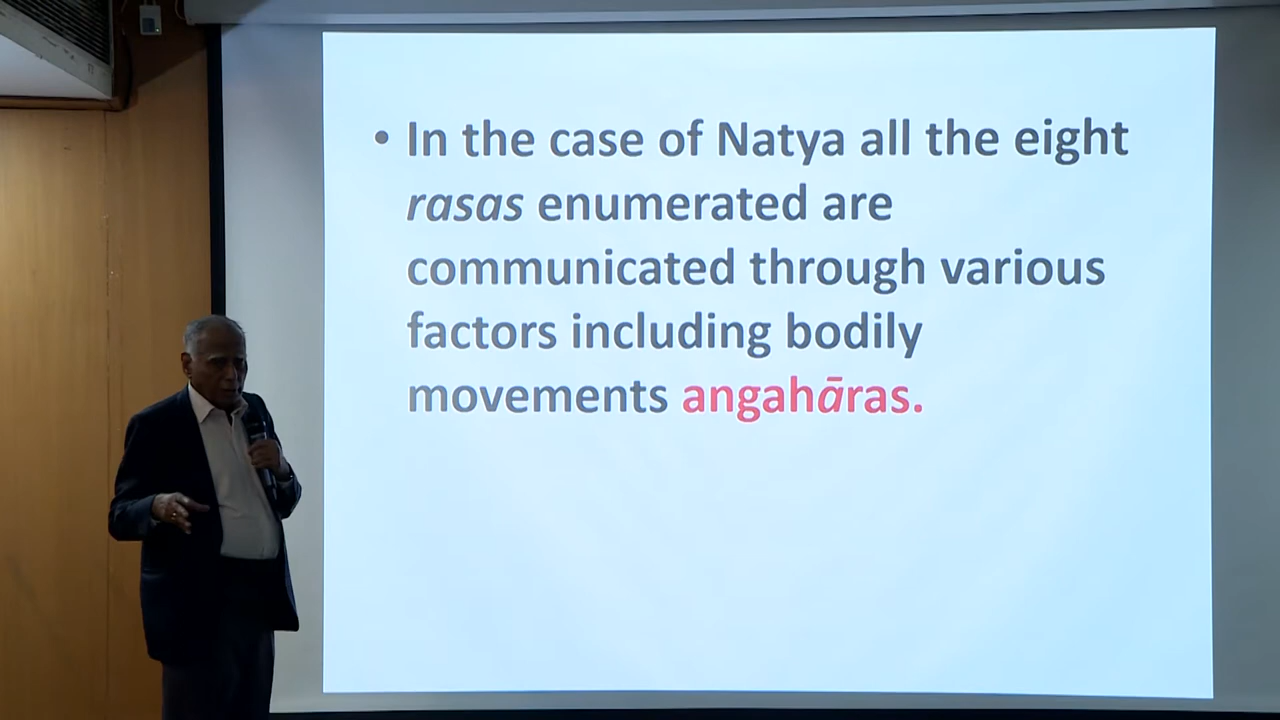 • In the case of Natya all the eight
rasas enumerated are
communicated through various
factors including bodily
movements angahāras.